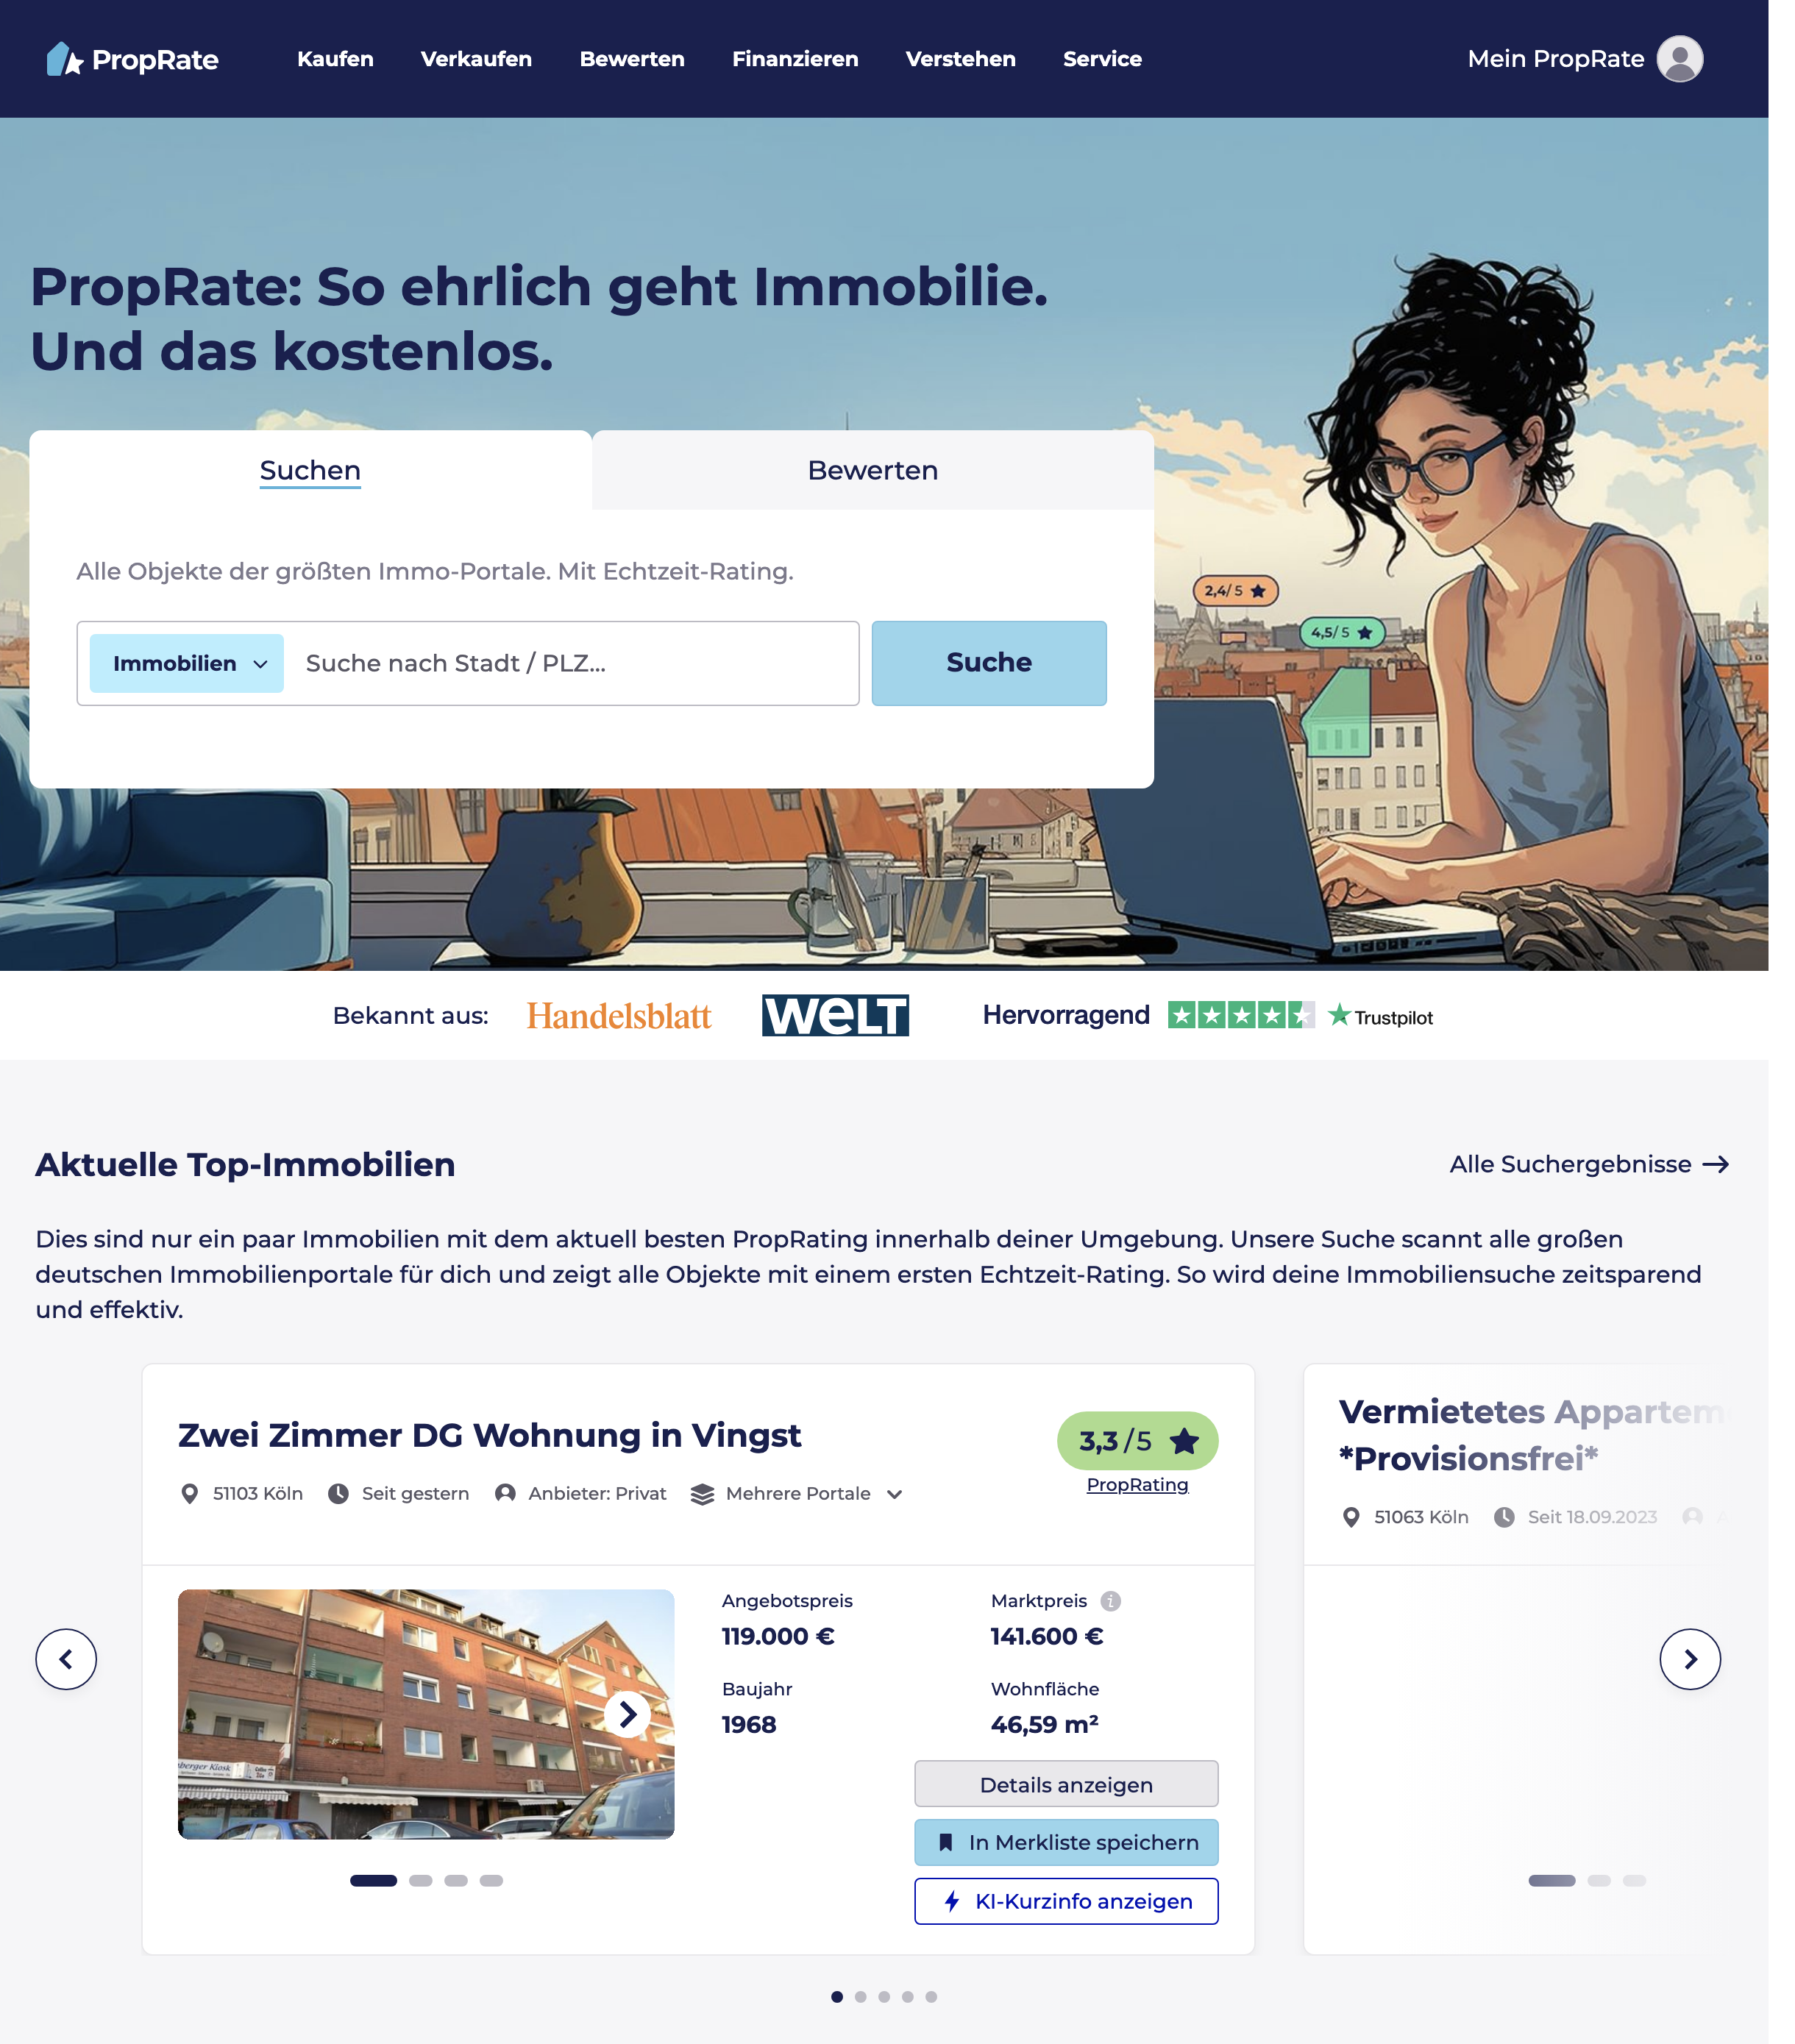 PropRate
Kaufen
Verkaufen
Bewerten
Finanzieren
Verstehen
Service
Mein PropRate
PropRate: So ehrlich geht Immobilie.
Und das kostenlos.
Suchen
Bewerten
Alle Objekte der größten Immo-Portale. Mit Echtzeit-Rating.
Immobilien
Suche nach Stadt / PLZ...
Suche
2,4/ 5
4,5/ 5
Bekannt aus:
Handelsblatt
WELT
Hervorragend
Trustpilot
Aktuelle Top-Immobilien
Alle Suchergebnisse
Dies sind nur ein paar Immobilien mit dem aktuell besten PropRating innerhalb deiner Umgebung. Unsere Suche scannt alle großen
deutschen Immobilienportale für dich und zeigt alle Objekte mit einem ersten Echtzeit-Rating. So wird deine Immobiliensuche zeitsparend
und effektiv.
Zwei Zimmer DG Wohnung in Vingst
3,3 / 5
PropRating
51103 Köln
Seit gestern
Anbieter: Privat
Mehrere Portale
Angebotspreis
119.000 €
Marktpreis
141.600 €
Baujahr
1968
Wohnfläche
46,59 m²
Kiosk
Details anzeigen
In Merkliste speichern
KI-Kurzinfo anzeigen
Vermietetes Appartem
*Provisionsfrei*
51063 Köln
Seit 18.09.2023